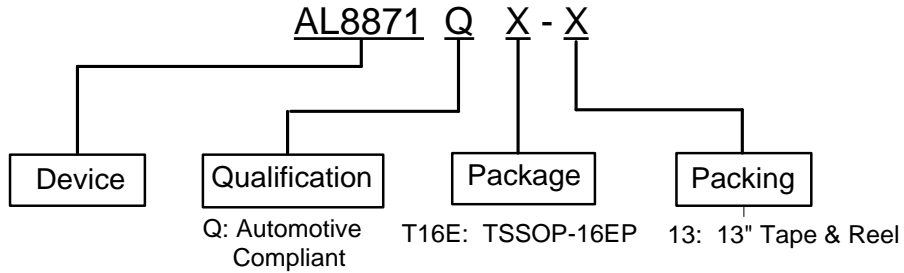 AL8871 Q X - X
Device
Qualification
Package
Packing
Q: Automotive
Compliant
T16E: TSSOP-16EP
13: 13" Tape & Reel